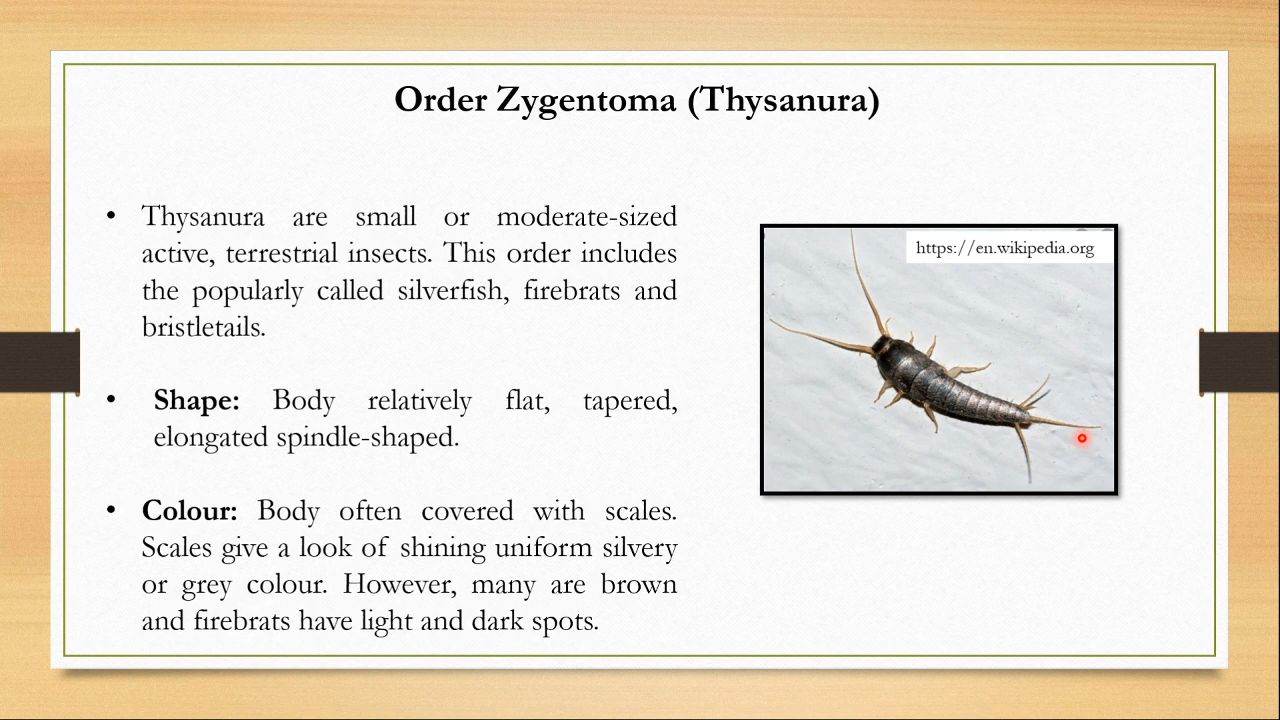 Order Zygentoma (Thysanura)
• Thysanura are small or moderate-sized
active, terrestrial insects. This order includes
the popularly called silverfish, firebrats and
bristletails.
• Shape: Body relatively flat, tapered,
elongated spindle-shaped.
• Colour: Body often covered with scales.
Scales give a look of shining uniform silvery
or grey colour. However, many are brown
and firebrats have light and dark spots.
https://en.wikipedia.org